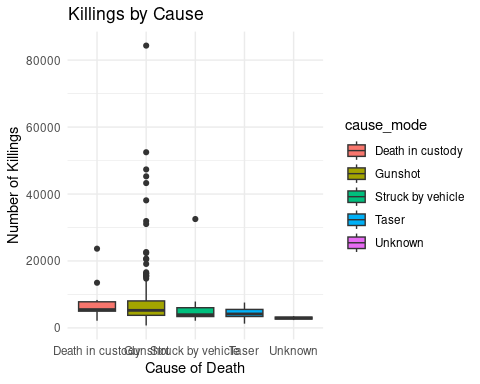 Killings by Cause
Number of Killings
80000
60000
40000
20000
0
Death in custody Gunshot Struck by vehicle Taser Unknown
Cause of Death
cause_mode
Death in custody
Gunshot
Struck by vehicle
Taser
Unknown